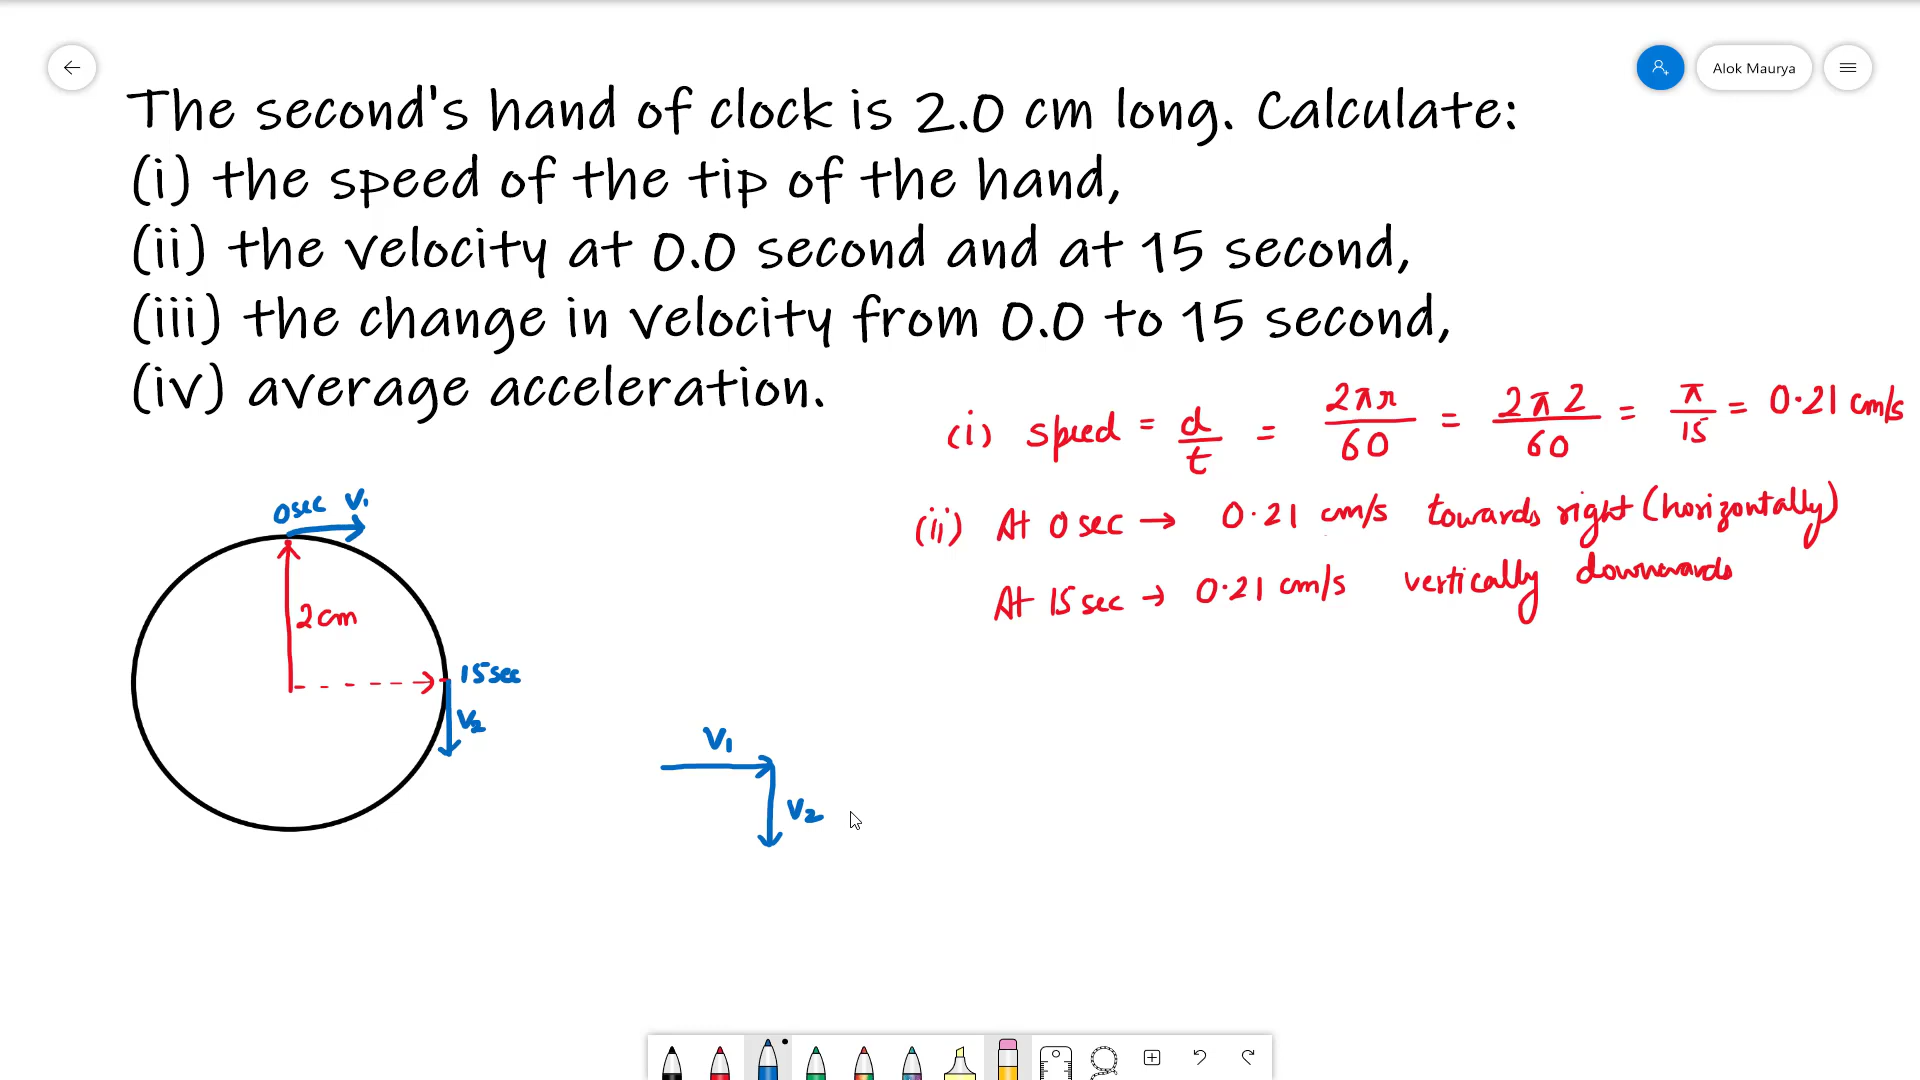 Alok Maurya
The second's hand of clock is 2.0 cm long. Calculate:
(i) the speed of the tip of the hand,
(ii) the velocity at 0.0 second and at 15 second,
(iii) the change in velocity from 0.0 to 15 second,
(iv) average acceleration.
(i) speed = d/t = 2πr/60 = 2π2/60 = π/15 = 0.21 cm/s
(ii) At 0 sec → 0.21 cm/s towards right (horizontally)
At 15 sec → 0.21 cm/s vertically downwards
0sec V₁
2cm
15sec
V₂
V₁
V₂